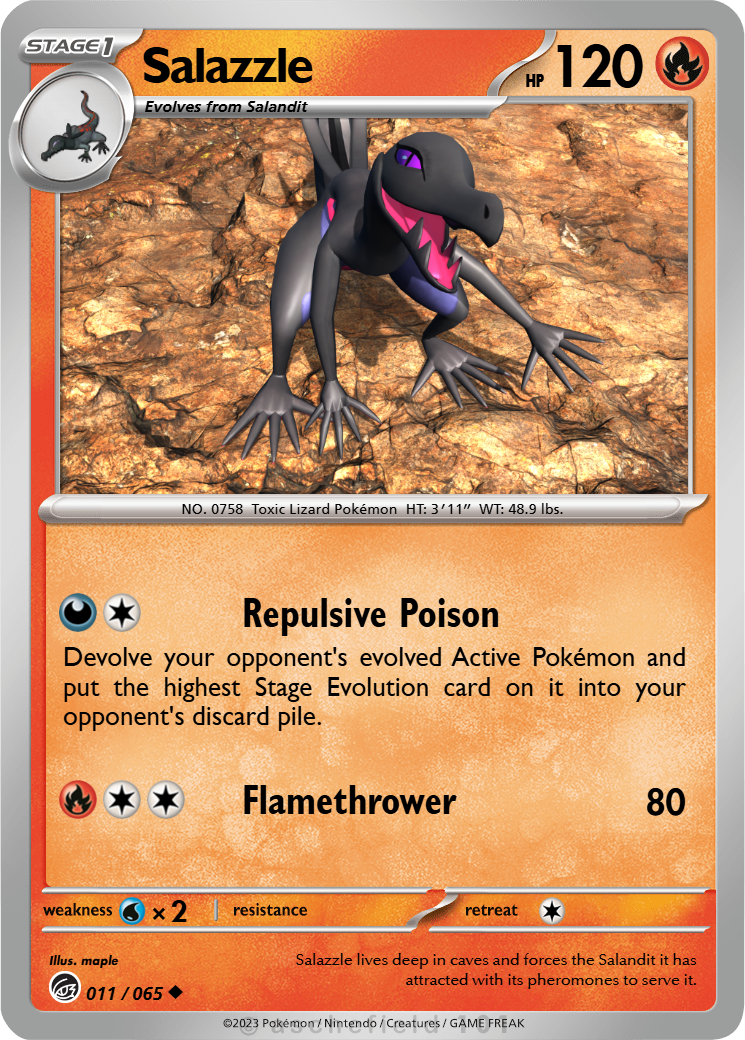 STAGE1
Salazzle
HP 120
Evolves from Salandit
NO. 0758 Toxic Lizard Pokémon HT: 3′11″ WT: 48.9 lbs.
Repulsive Poison
Devolve your opponent's evolved Active Pokémon and
put the highest Stage Evolution card on it into your
opponent's discard pile.
Flamethrower 80
weakness × 2 resistance retreat
Illus. maple
Salazzle lives deep in caves and forces the Salandit it has
attracted with its pheromones to serve it.
011 / 065
©2023 Pokémon / Nintendo / Creatures / GAME FREAK